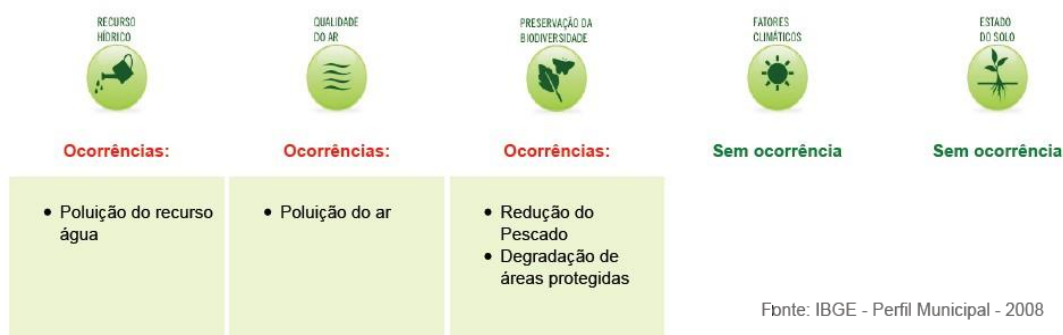 RECURSO
HÍDRICO
QUALIDADE
DO AR
PRESERVAÇÃO DA
BIODIVERSIDADE
FATORES
CLIMÁTICOS
ESTADO
DO SOLO
Ocorrências:
Ocorrências:
Ocorrências:
Sem ocorrência
Sem ocorrência
• Poluição do recurso
água
• Poluição do ar
• Redução do
Pescado
• Degradação de
áreas protegidas
Fonte: IBGE - Perfil Municipal - 2008